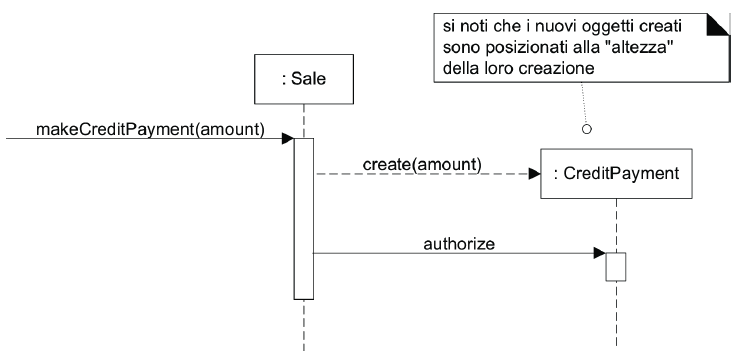 si noti che i nuovi oggetti creati
sono posizionati alla "altezza"
della loro creazione
: Sale
makeCreditPayment(amount)
create(amount)
: CreditPayment
authorize